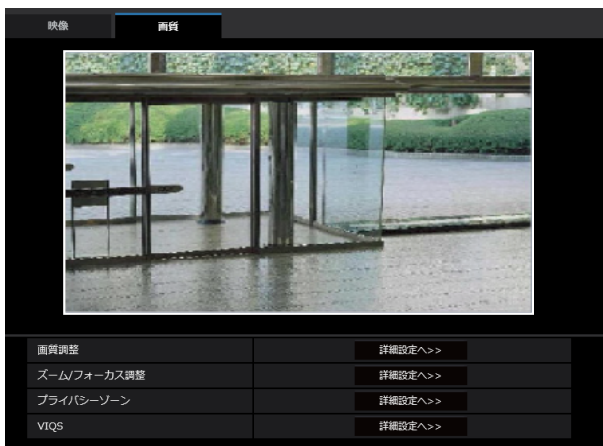 映像 画質
画質調整 詳細設定へ>>
ズーム/フォーカス調整 詳細設定へ>>
プライバシーゾーン 詳細設定へ>>
VIQS 詳細設定へ>>